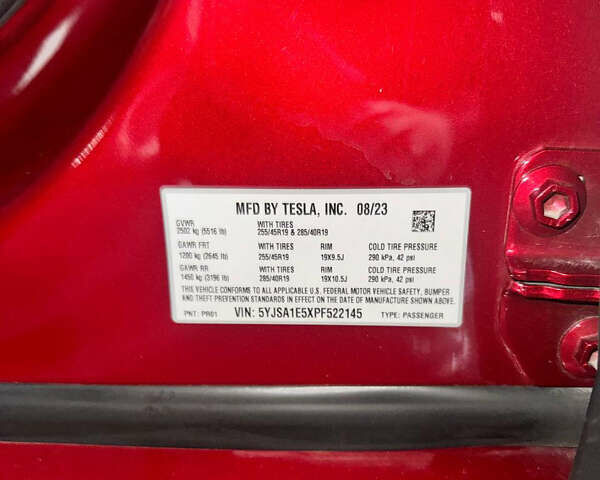 MFD BY TESLA, INC. 08/23
GVWR WITH TIRES
2502 kg (5516 lb) 255/45R19 & 285/40R19
GAWR FRT WITH TIRES RIM COLD TIRE PRESSURE
1200 kg (2645 lb) 255/45R19 19X9.5J 290 kPa, 42 psi
GAWR RR WITH TIRES RIM COLD TIRE PRESSURE
1450 kg (3196 lb) 285/40R19 19X10.5J 290 kPa, 42 psi
THIS VEHICLE CONFORMS TO ALL APPLICABLE U.S. FEDERAL MOTOR VEHICLE SAFETY, BUMPER
AND THEFT PREVENTION STANDARDS IN EFFECT ON THE DATE OF MANUFACTURE SHOWN ABOVE.
PNT: PR01 VIN: 5YJSA1E5XPF522145 TYPE: PASSENGER